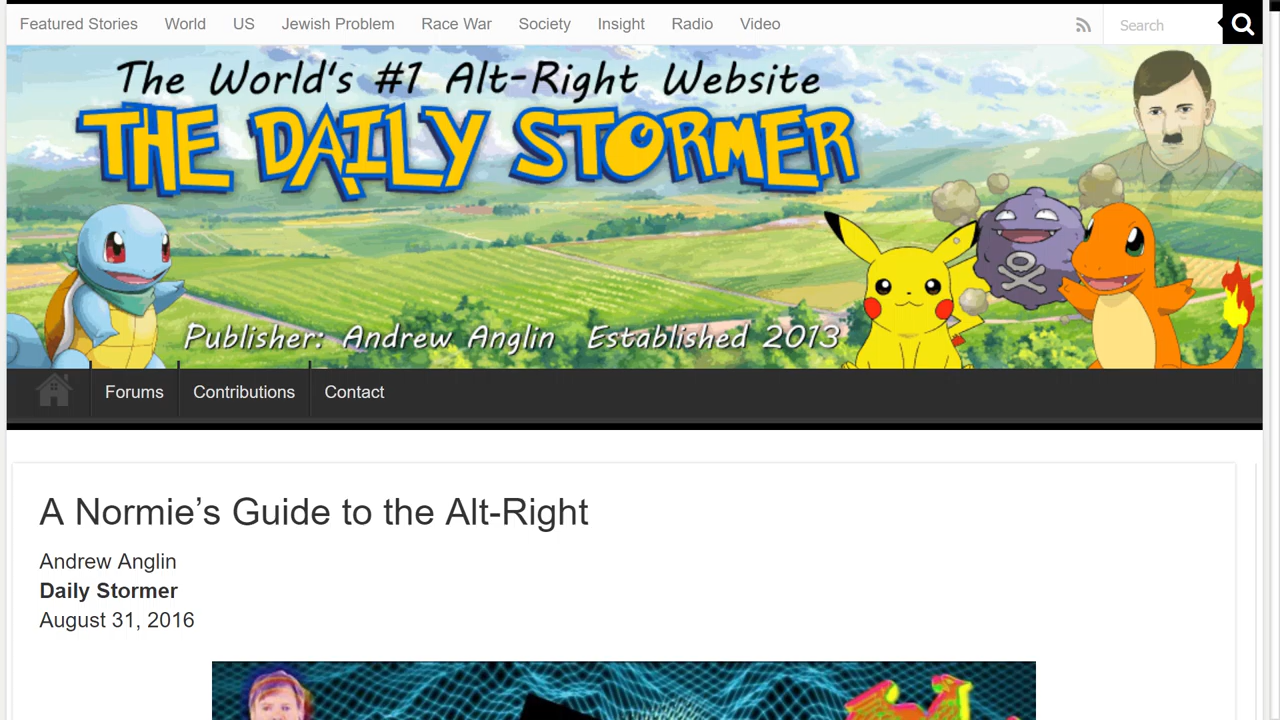 Featured Stories World US Jewish Problem Race War Society Insight Radio Video Search
The World's #1 Alt-Right Website
THE DAILY STORMER
Publisher: Andrew Anglin Established 2013
Forums Contributions Contact
A Normie’s Guide to the Alt-Right
Andrew Anglin
Daily Stormer
August 31, 2016